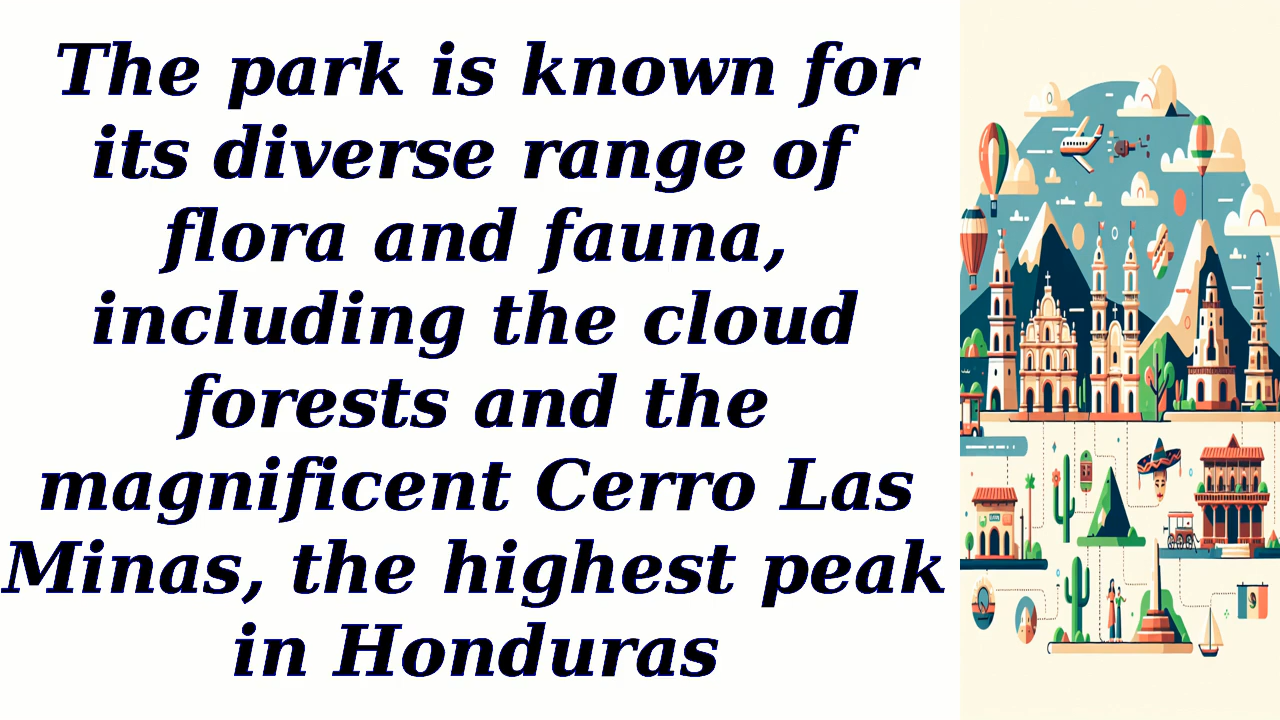 The park is known for
its diverse range of
flora and fauna,
including the cloud
forests and the
magnificent Cerro Las
Minas, the highest peak
in Honduras